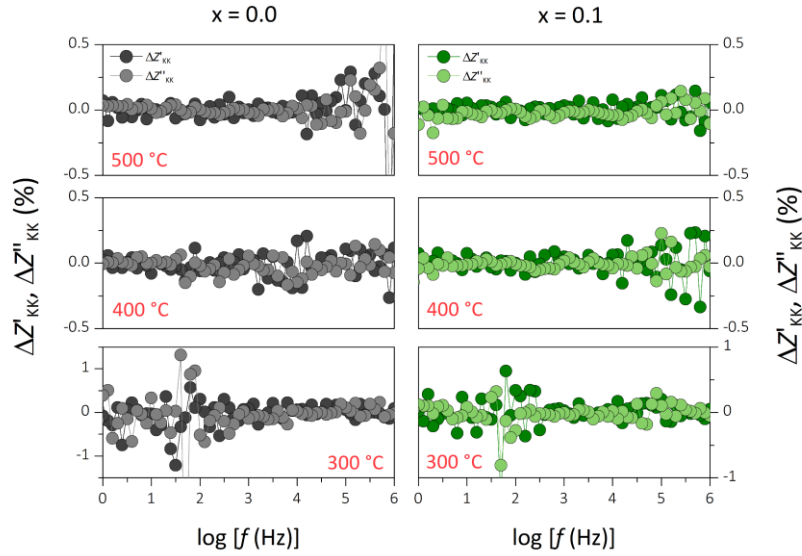 x = 0.0
x = 0.1
0.5
0.0
-0.5
ΔZ'KK
ΔZ''KK
500 °C
0.5
0.0
-0.5
ΔZ'KK
ΔZ''KK
500 °C
0.5
0.0
-0.5
400 °C
0.5
0.0
-0.5
400 °C
1
0
-1
300 °C
1
0
-1
300 °C
0 1 2 3 4 5 6
0 1 2 3 4 5 6
log [f (Hz)]
log [f (Hz)]
ΔZ'KK, ΔZ''KK (%)
ΔZ'KK, ΔZ''KK (%)